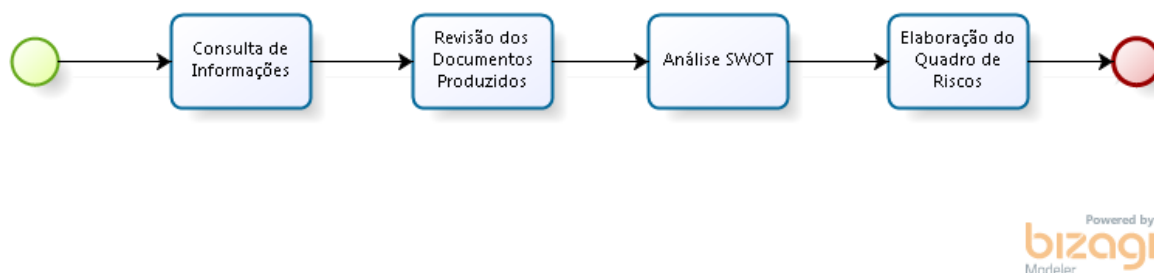 Consulta de
Informações
Revisão dos
Documentos
Produzidos
Análise SWOT
Elaboração do
Quadro de
Riscos
Powered by
bizagi
Modeler